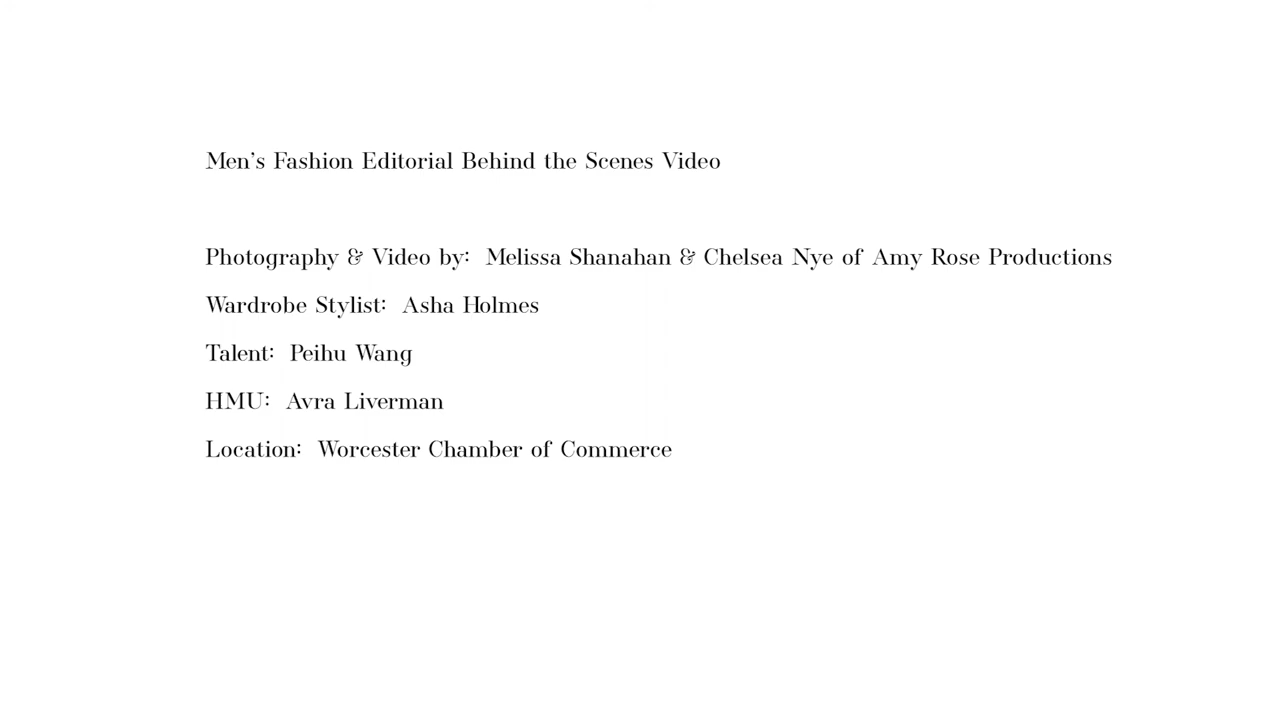 Men's Fashion Editorial Behind the Scenes Video
Photography & Video by:  Melissa Shanahan & Chelsea Nye of Amy Rose Productions
Wardrobe Stylist:  Asha Holmes
Talent:  Peihu Wang
HMU:  Avra Liverman
Location:  Worcester Chamber of Commerce